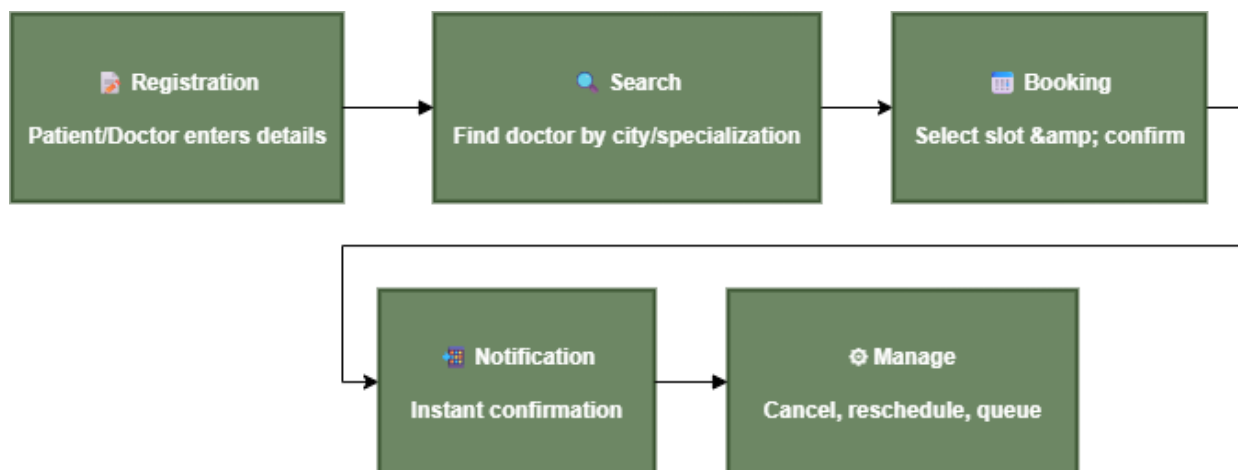 📝 Registration
Patient/Doctor enters details
🔍 Search
Find doctor by city/specialization
📅 Booking
Select slot &amp; confirm
📲 Notification
Instant confirmation
⚙ Manage
Cancel, reschedule, queue